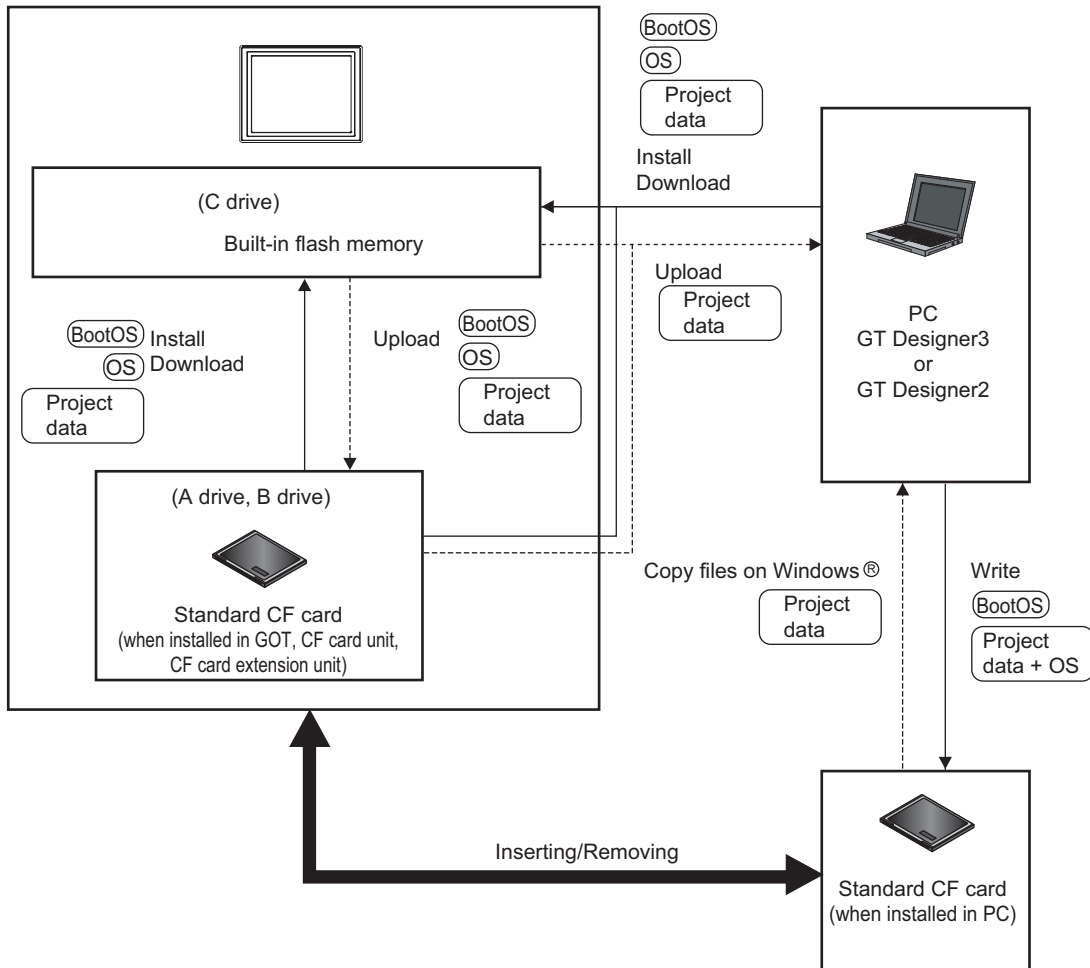 BootOS
OS
Project
data
Install
Download
(C drive)
Built-in flash memory
Upload
Project
data
PC
GT Designer3
or
GT Designer2
BootOS
OS
Project
data
Install
Download
Upload
BootOS
OS
Project
data
(A drive, B drive)
Standard CF card
(when installed in GOT, CF card unit,
CF card extension unit)
Copy files on Windows ®
Project
data
Write
BootOS
Project
data + OS
Inserting/Removing
Standard CF card
(when installed in PC)